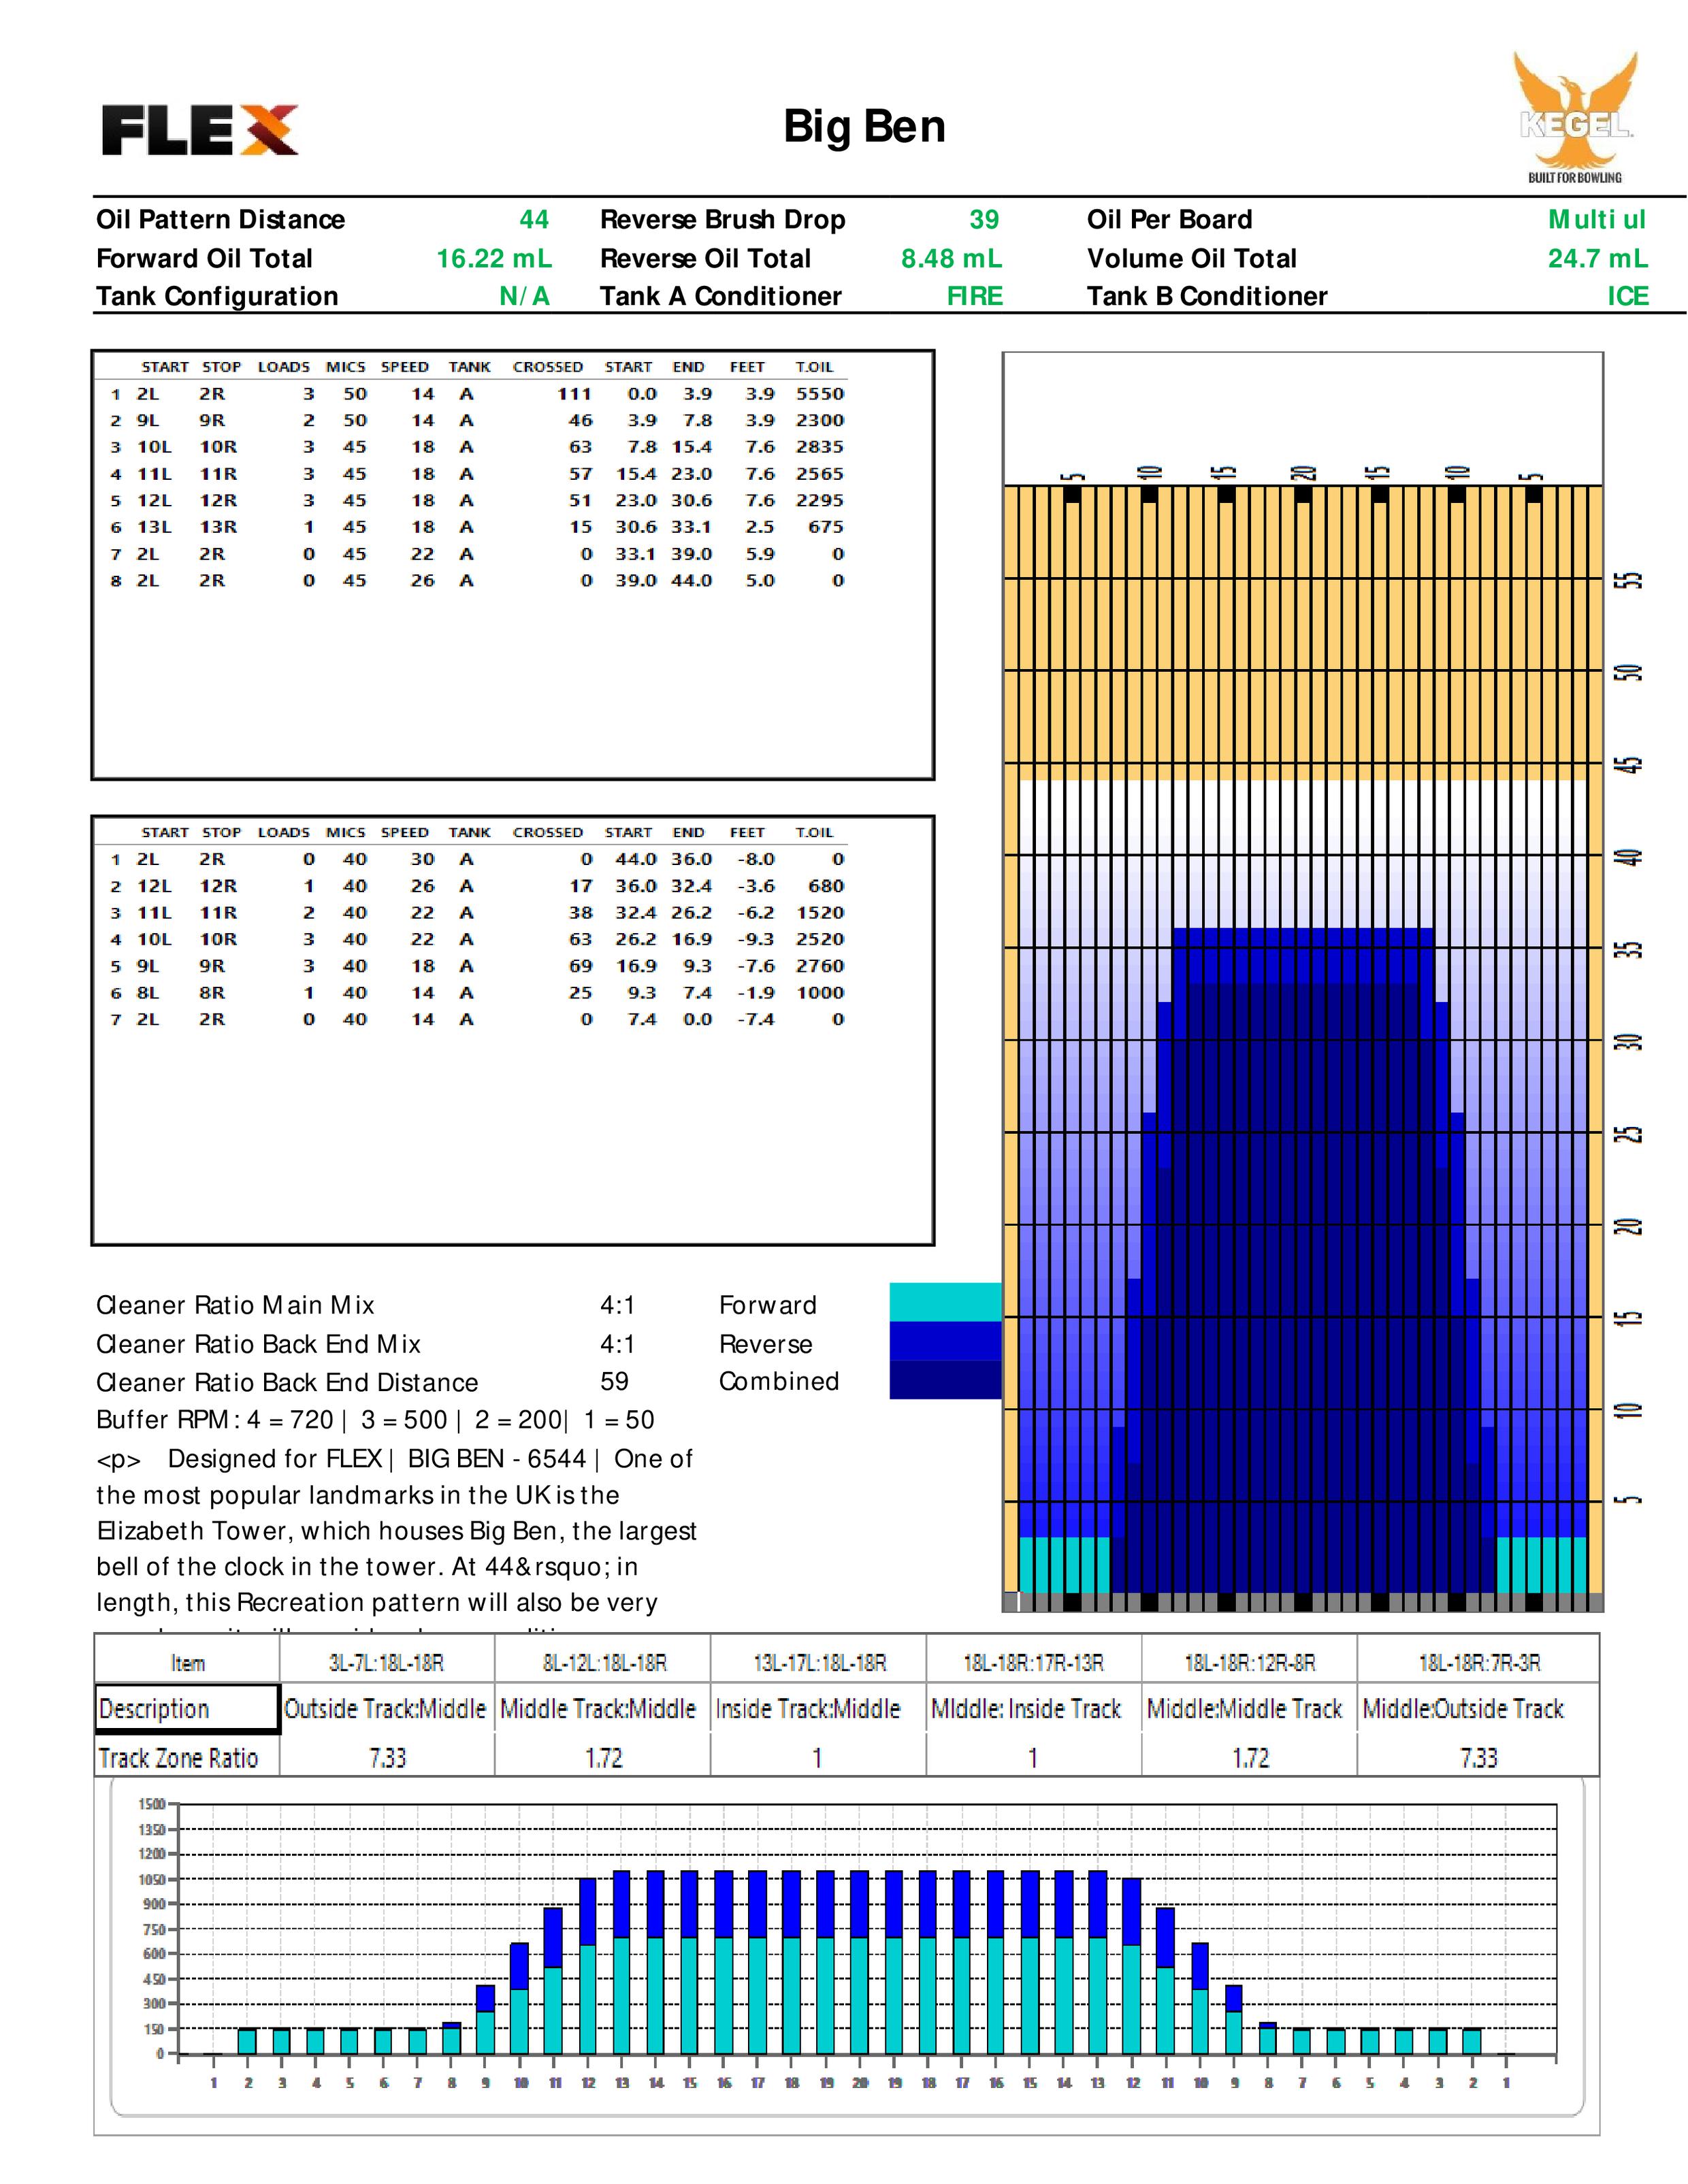 FLEX
Big Ben
KEGEL
BUILT FOR BOWLING
Oil Pattern Distance 44 Reverse Brush Drop 39 Oil Per Board Multi ul
Forward Oil Total 16.22 mL Reverse Oil Total 8.48 mL Volume Oil Total 24.7 mL
Tank Configuration N/A Tank A Conditioner FIRE Tank B Conditioner ICE
START STOP LOADS MICS SPEED TANK CROSSED START END FEET T.OIL
1 2L 2R 3 50 14 A 111 0.0 3.9 3.9 5550
2 9L 9R 2 50 14 A 46 3.9 7.8 3.9 2300
3 10L 10R 3 45 18 A 63 7.8 15.4 7.6 2835
4 11L 11R 3 45 18 A 57 15.4 23.0 7.6 2565
5 12L 12R 3 45 18 A 51 23.0 30.6 7.6 2295
6 13L 13R 1 45 18 A 15 30.6 33.1 2.5 675
7 2L 2R 0 45 22 A 0 33.1 39.0 5.9 0
8 2L 2R 0 45 26 A 0 39.0 44.0 5.0 0
START STOP LOADS MICS SPEED TANK CROSSED START END FEET T.OIL
1 2L 2R 0 40 30 A 0 44.0 36.0 -8.0 0
2 12L 12R 1 40 26 A 17 36.0 32.4 -3.6 680
3 11L 11R 2 40 22 A 38 32.4 26.2 -6.2 1520
4 10L 10R 3 40 22 A 63 26.2 16.9 -9.3 2520
5 9L 9R 3 40 18 A 69 16.9 9.3 -7.6 2760
6 8L 8R 1 40 14 A 25 9.3 7.4 -1.9 1000
7 2L 2R 0 40 14 A 0 7.4 0.0 -7.4 0
5 10 15 20 15 10 5
55
50
45
40
35
30
25
20
15
10
5
Cleaner Ratio Main Mix 4:1 Forward
Cleaner Ratio Back End Mix 4:1 Reverse
Cleaner Ratio Back End Distance 59 Combined
Buffer RPM: 4 = 720 | 3 = 500 | 2 = 200| 1 = 50
<p> Designed for FLEX | BIG BEN - 6544 | One of
the most popular landmarks in the UK is the
Elizabeth Tower, which houses Big Ben, the largest
bell of the clock in the tower. At 44&rsquo; in
length, this Recreation pattern will also be very
Item 3L-7L:18L-18R 8L-12L:18L-18R 13L-17L:18L-18R 18L-18R:17R-13R 18L-18R:12R-8R 18L-18R:7R-3R
Description Outside Track:Middle Middle Track:Middle Inside Track:Middle MIddle: Inside Track Middle:Middle Track Middle:Outside Track
Track Zone Ratio 7.33 1.72 1 1 1.72 7.33
1500
1350
1200
1050
900
750
600
450
300
150
0
1 2 3 4 5 6 7 8 9 10 11 12 13 14 15 16 17 18 19 20 19 18 17 16 15 14 13 12 11 10 9 8 7 6 5 4 3 2 1